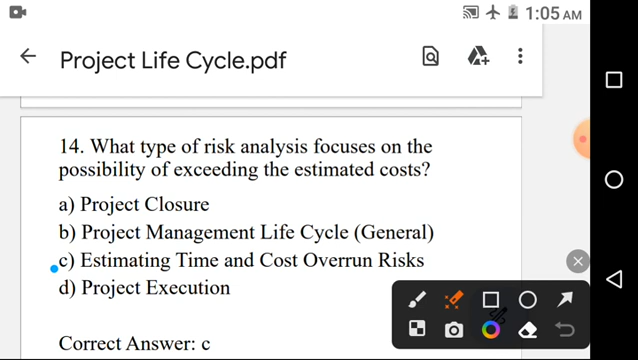 1:05 AM
Project Life Cycle.pdf
14. What type of risk analysis focuses on the
possibility of exceeding the estimated costs?
a) Project Closure
b) Project Management Life Cycle (General)
c) Estimating Time and Cost Overrun Risks
d) Project Execution
Correct Answer: c